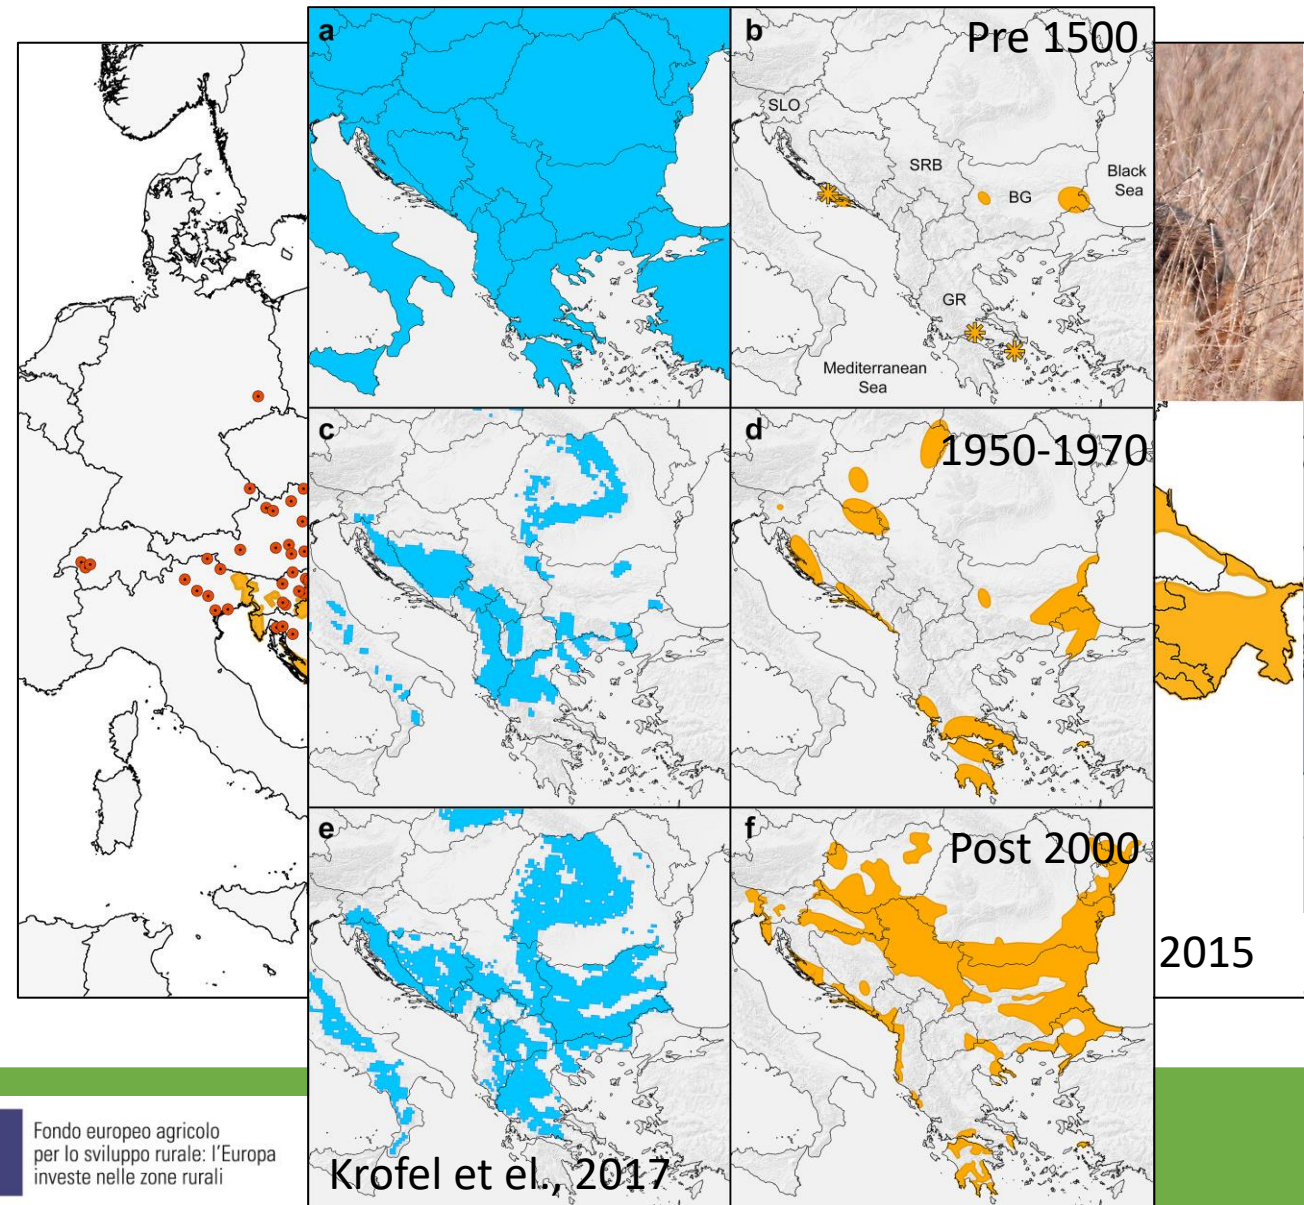 a
b
Pre 1500
SLO
SRB
BG
Black
Sea
GR
Mediterranean
Sea
c
d
1950-1970
e
f
Post 2000
2015
Krofel et el., 2017
Fondo europeo agricolo
per lo sviluppo rurale: l'Europa
investe nelle zone rurali